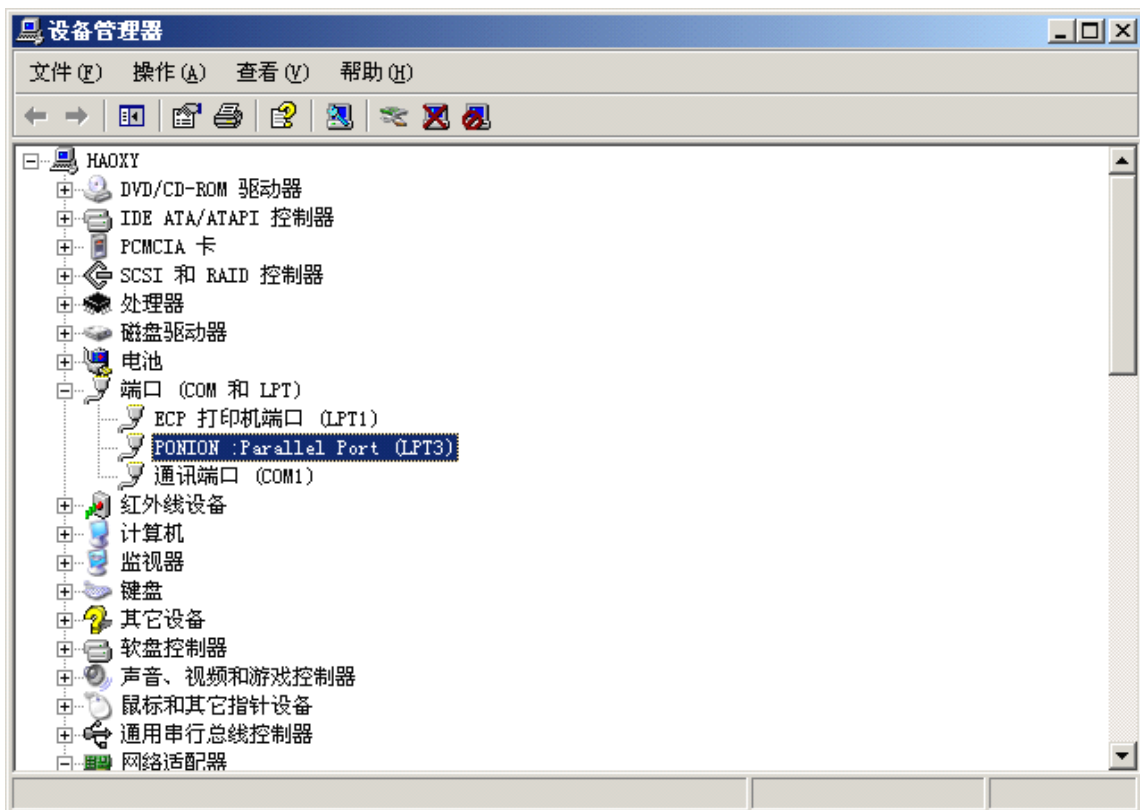 设备管理器
文件(F) 操作(A) 查看(V) 帮助(H)
HAOXY
DVD/CD-ROM 驱动器
IDE ATA/ATAPI 控制器
PCMCIA 卡
SCSI 和 RAID 控制器
处理器
磁盘驱动器
电池
端口 (COM 和 LPT)
ECP 打印机端口 (LPT1)
PONION :Parallel Port (LPT3)
通讯端口 (COM1)
红外线设备
计算机
监视器
键盘
其它设备
软盘控制器
声音、视频和游戏控制器
鼠标和其它指针设备
通用串行总线控制器
网络适配器